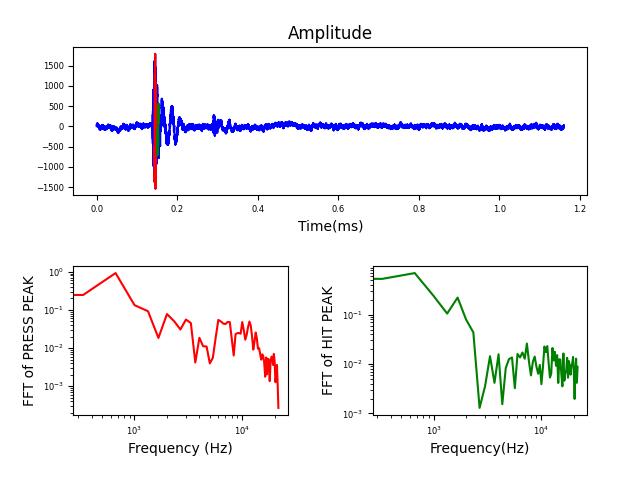 Amplitude
1500
1000
500
0
−500
−1000
−1500
0.0 0.2 0.4 0.6 0.8 1.0 1.2
Time(ms)
FFT of PRESS PEAK
10⁰
10⁻¹
10⁻²
10⁻³
10³ 10⁴
Frequency (Hz)
FFT of HIT PEAK
10⁻¹
10⁻²
10⁻³
10³ 10⁴
Frequency(Hz)